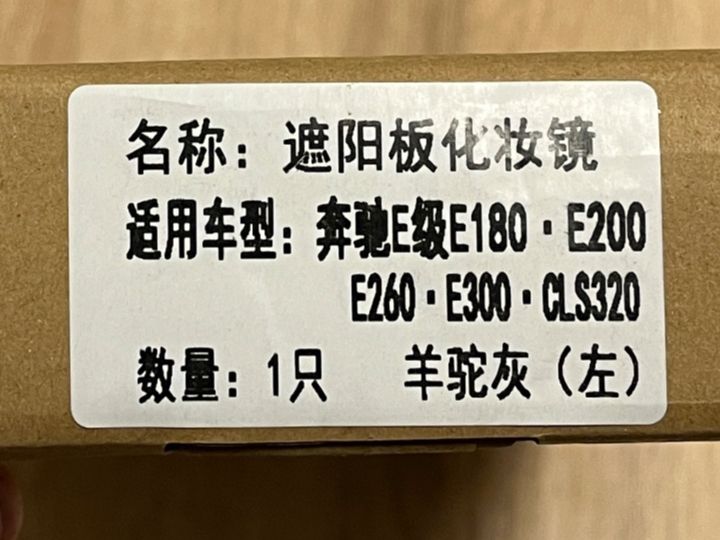 名称：遮阳板化妆镜
适用车型：奔驰E级E180·E200
E260·E300·CLS320
数量：1只 羊驼灰（左）